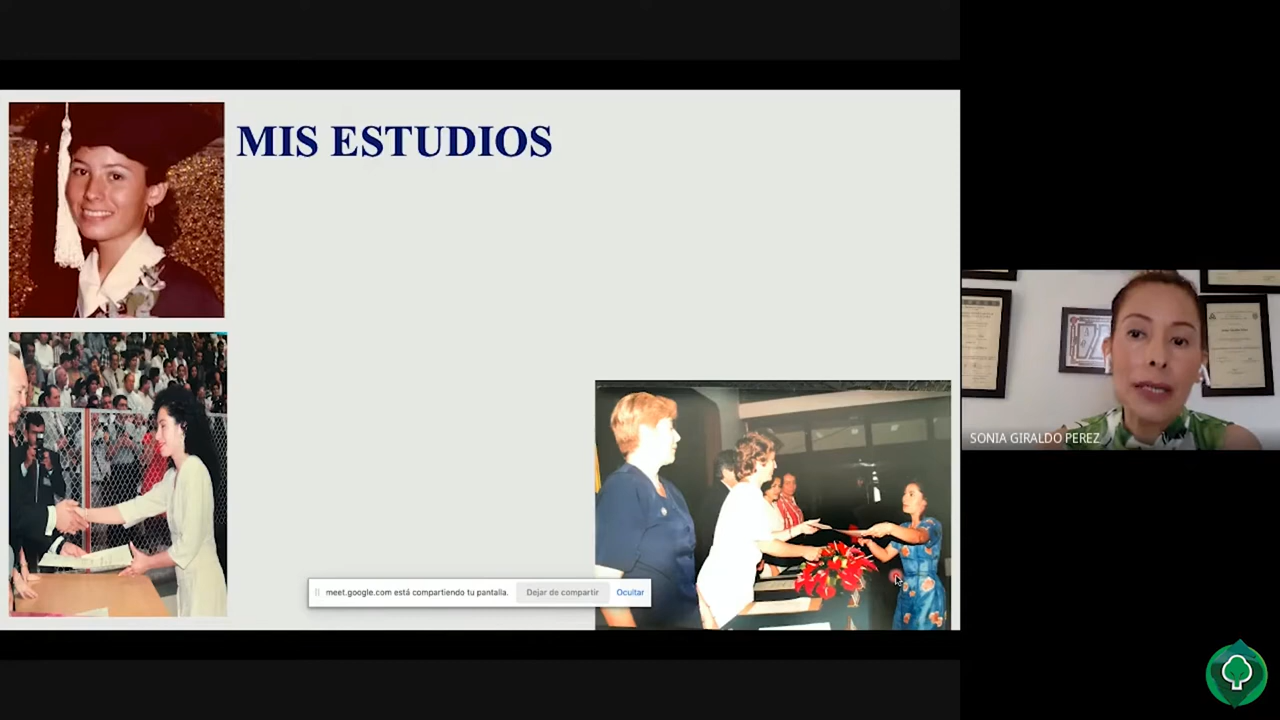 MIS ESTUDIOS
SONIA GIRALDO PEREZ
meet.google.com está compartiendo tu pantalla.
Dejar de compartir
Ocultar